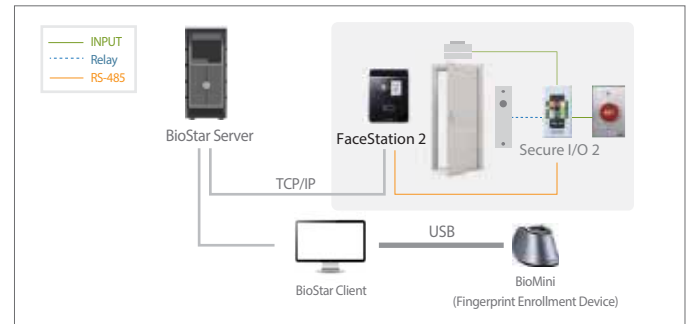 INPUT
Relay
RS-485
BioStar Server
FaceStation 2
Secure I/O 2
TCP/IP
USB
BioStar Client
BioMini
(Fingerprint Enrollment Device)